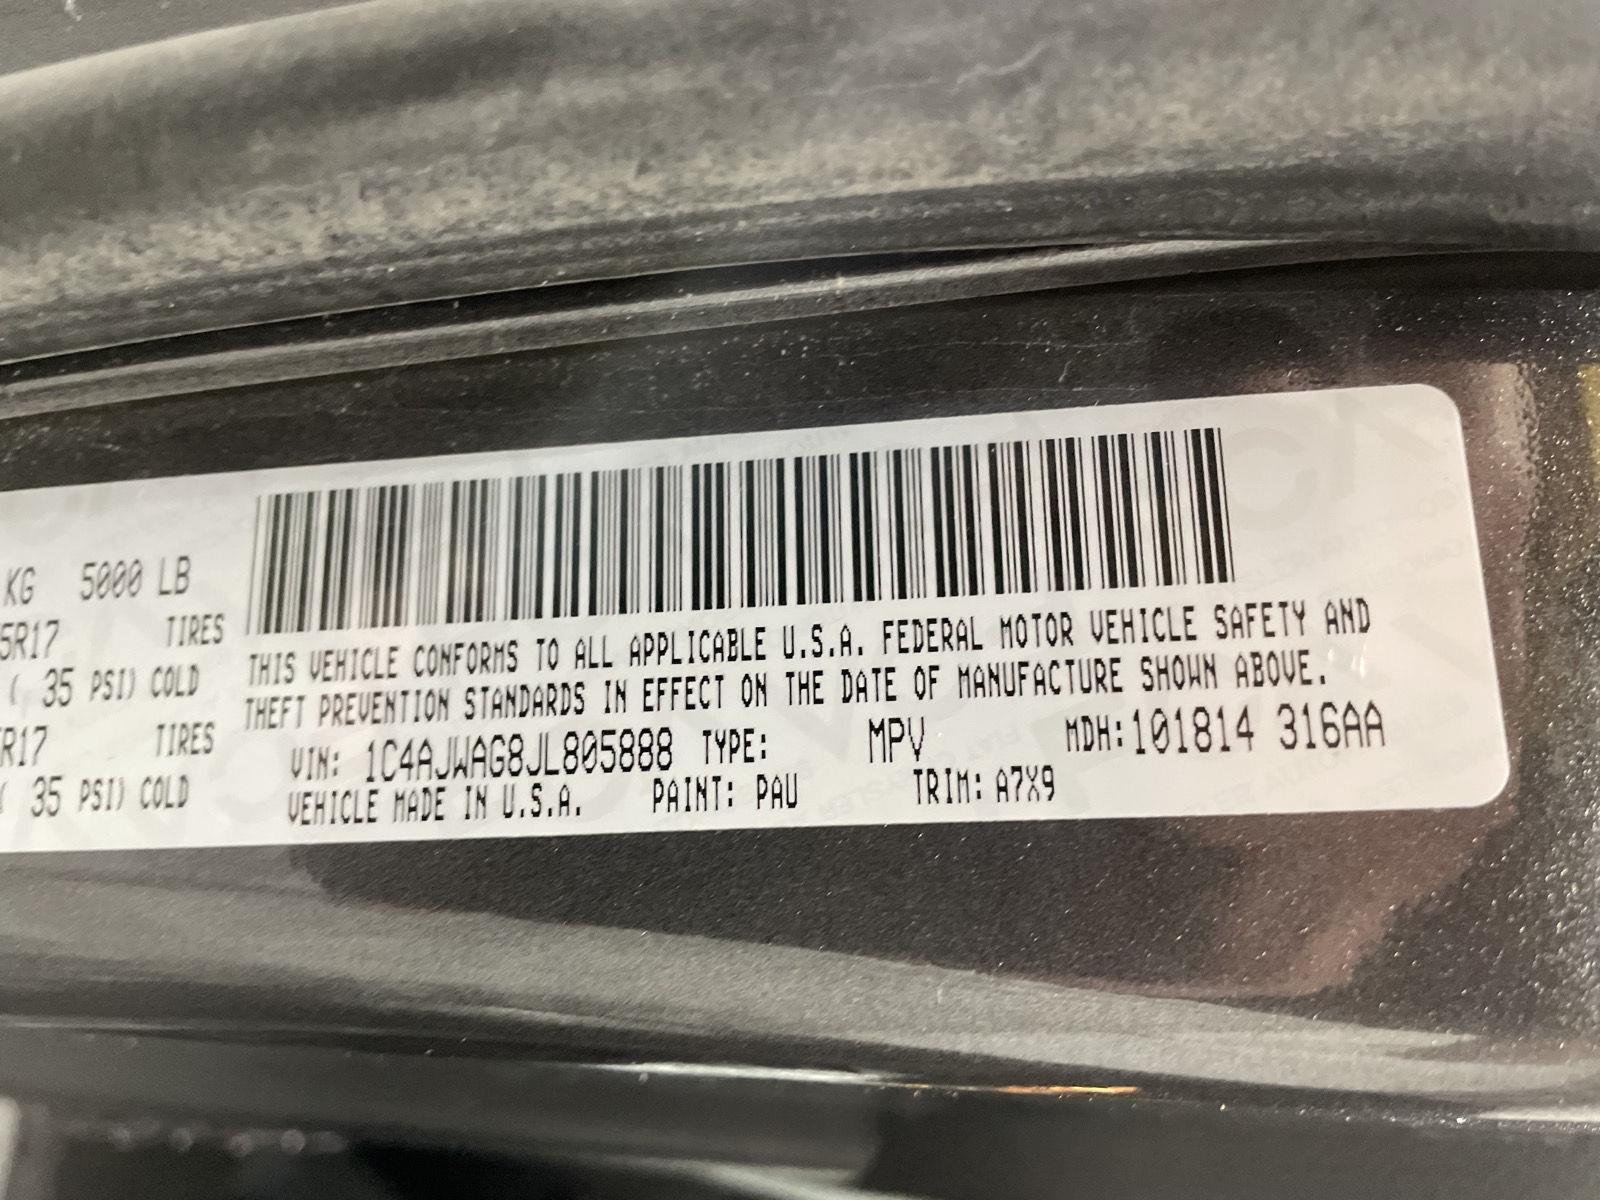 KG 5000 LB
5R17 TIRES
( 35 PSI) COLD
R17 TIRES
( 35 PSI) COLD
THIS VEHICLE CONFORMS TO ALL APPLICABLE U.S.A. FEDERAL MOTOR VEHICLE SAFETY AND
THEFT PREVENTION STANDARDS IN EFFECT ON THE DATE OF MANUFACTURE SHOWN ABOVE.
VIN: 1C4AJWAG8JL805888 TYPE: MPV MDH:101814 316AA
VEHICLE MADE IN U.S.A. PAINT: PAU TRIM: A7X9